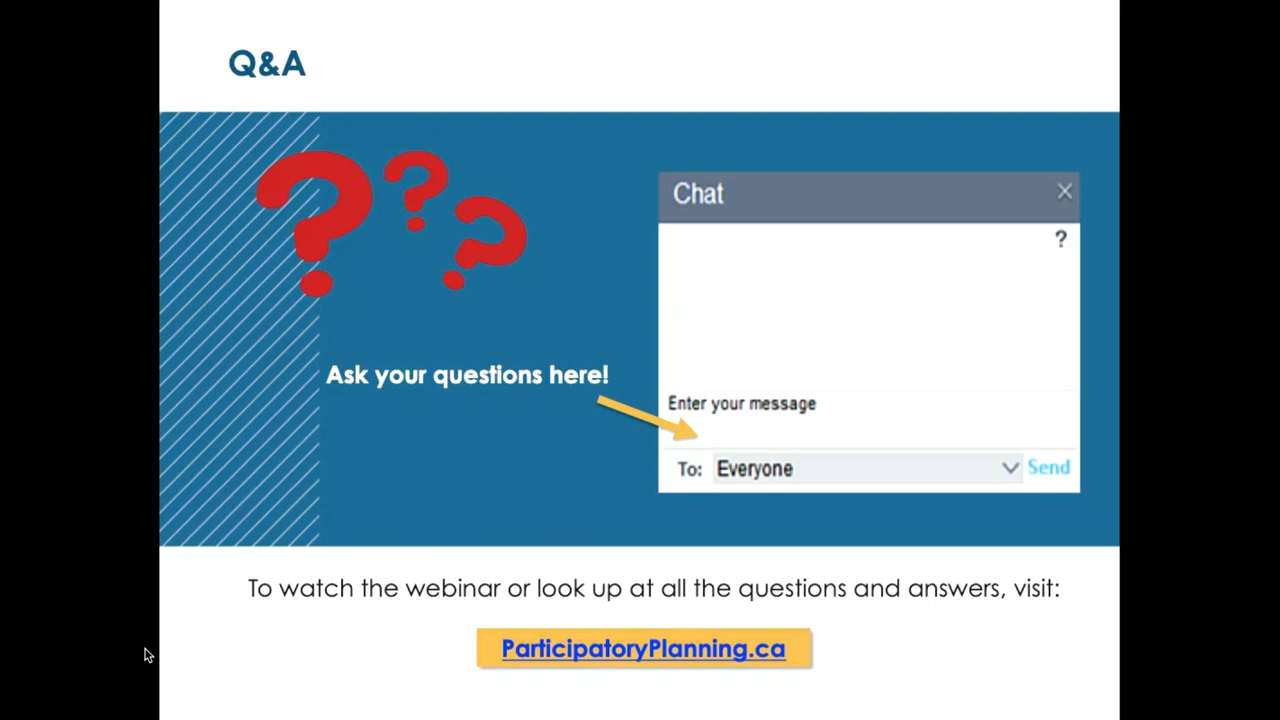 Q&A
Chat
?
Ask your questions here!
Enter your message
To: Everyone Send
To watch the webinar or look up at all the questions and answers, visit:
ParticipatoryPlanning.ca